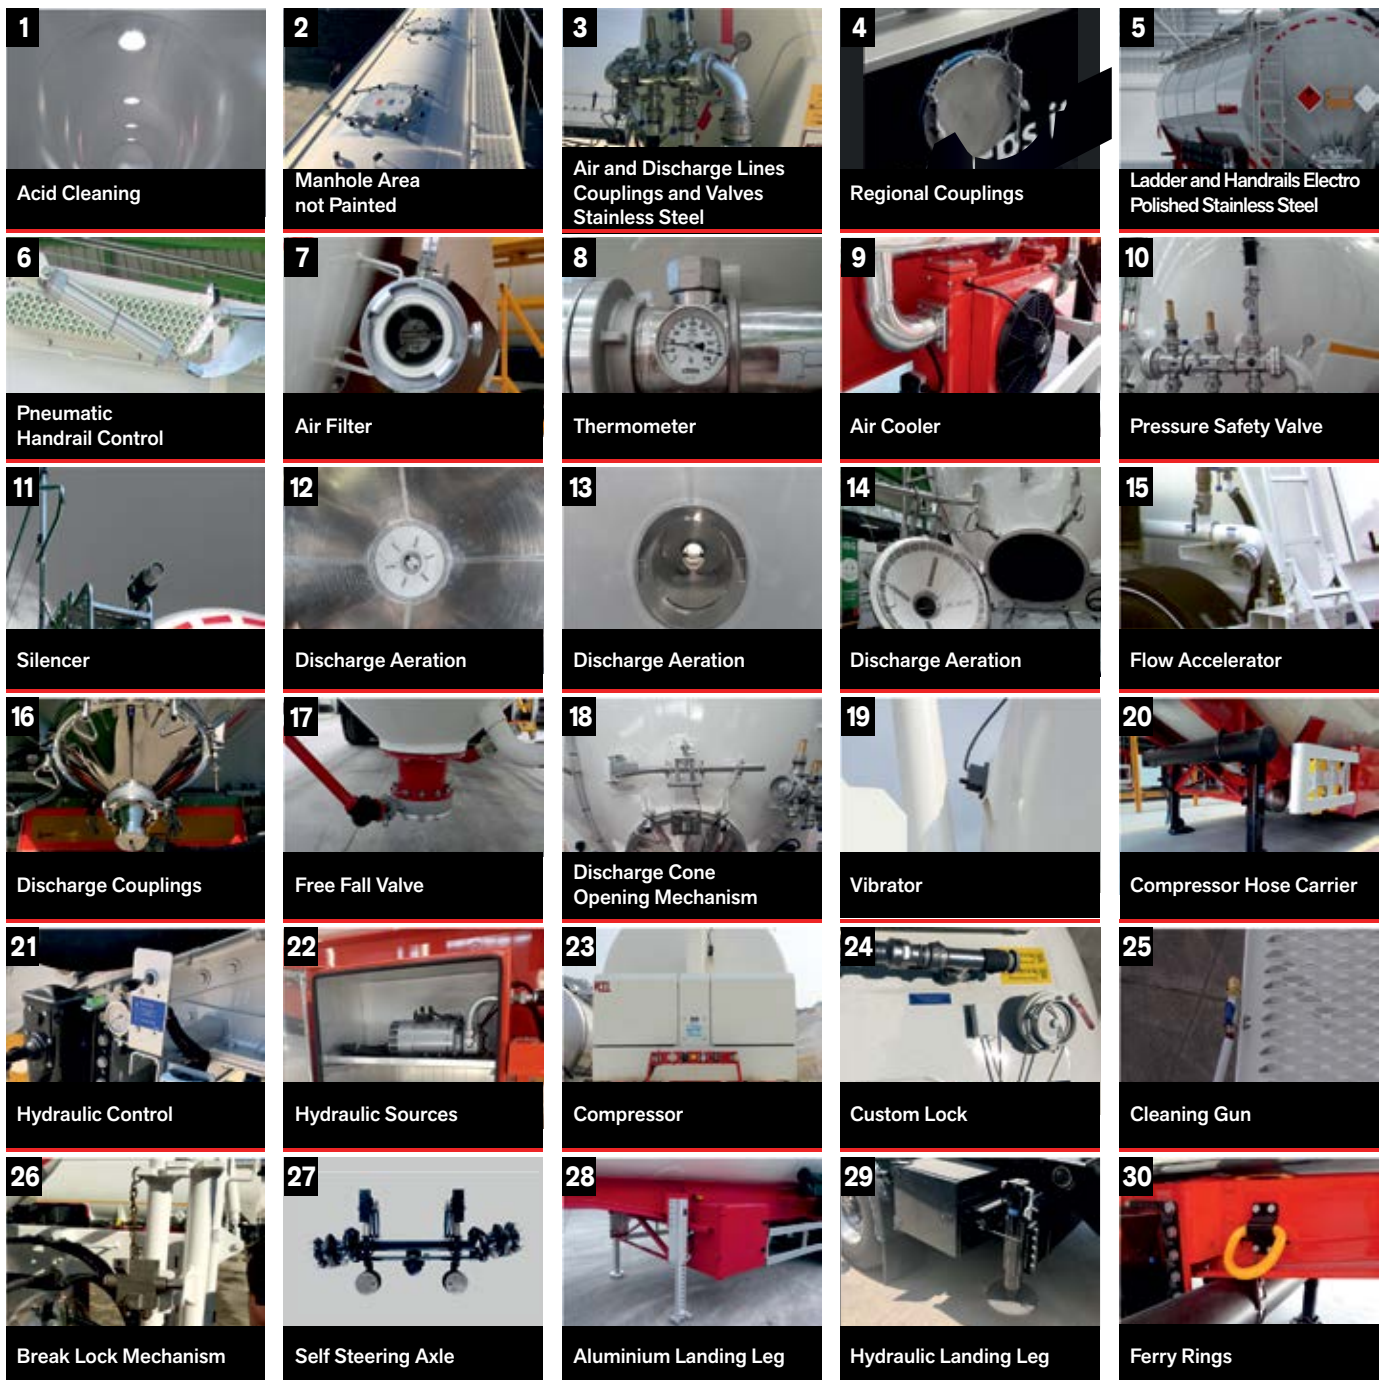 1
Acid Cleaning
2
Manhole Area
not Painted
3
Air and Discharge Lines
Couplings and Valves
Stainless Steel
4
Regional Couplings
5
Ladder and Handrails Electro
Polished Stainless Steel
6
Pneumatic
Handrail Control
7
Air Filter
8
Thermometer
9
Air Cooler
10
Pressure Safety Valve
11
Silencer
12
Discharge Aeration
13
Discharge Aeration
14
Discharge Aeration
15
Flow Accelerator
16
Discharge Couplings
17
Free Fall Valve
18
Discharge Cone
Opening Mechanism
19
Vibrator
20
Compressor Hose Carrier
21
Hydraulic Control
22
Hydraulic Sources
23
Compressor
24
Custom Lock
25
Cleaning Gun
26
Break Lock Mechanism
27
Self Steering Axle
28
Aluminium Landing Leg
29
Hydraulic Landing Leg
30
Ferry Rings